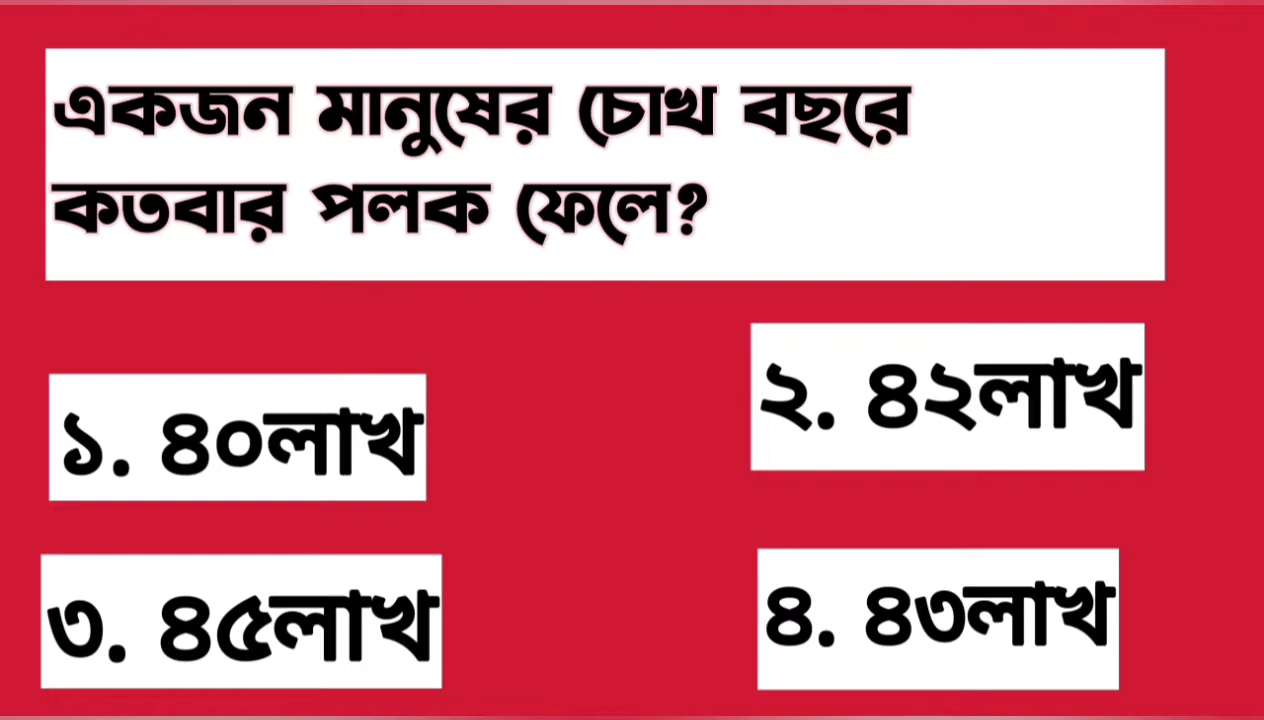 একজন মানুষের চোখ বছরে
কতবার পলক ফেলে?
১. ৪০লাখ
২. ৪২লাখ
৩. ৪৫লাখ
৪. ৪৩লাখ